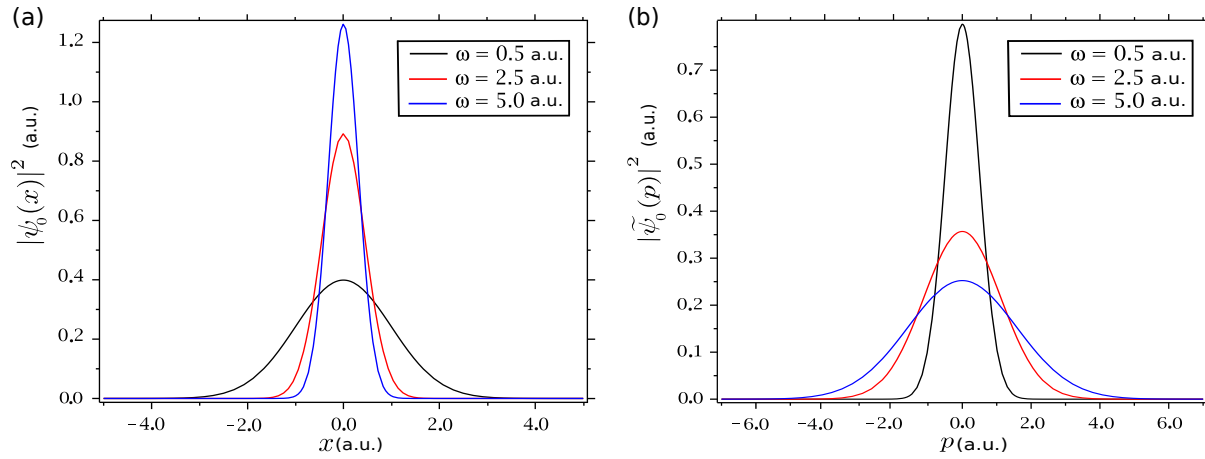 (a)
1.2
1.0
0.8
0.6
0.4
0.2
0.0
|ψ₀(x)|² (a.u.)
ω = 0.5 a.u.
ω = 2.5 a.u.
ω = 5.0 a.u.
-4.0 -2.0 0.0 2.0 4.0
x (a.u.)
(b)
0.7
0.6
0.5
0.4
0.3
0.2
0.1
0.0
|ψ̃₀(p)|² (a.u.)
ω = 0.5 a.u.
ω = 2.5 a.u.
ω = 5.0 a.u.
-6.0 -4.0 -2.0 0.0 2.0 4.0 6.0
p (a.u.)